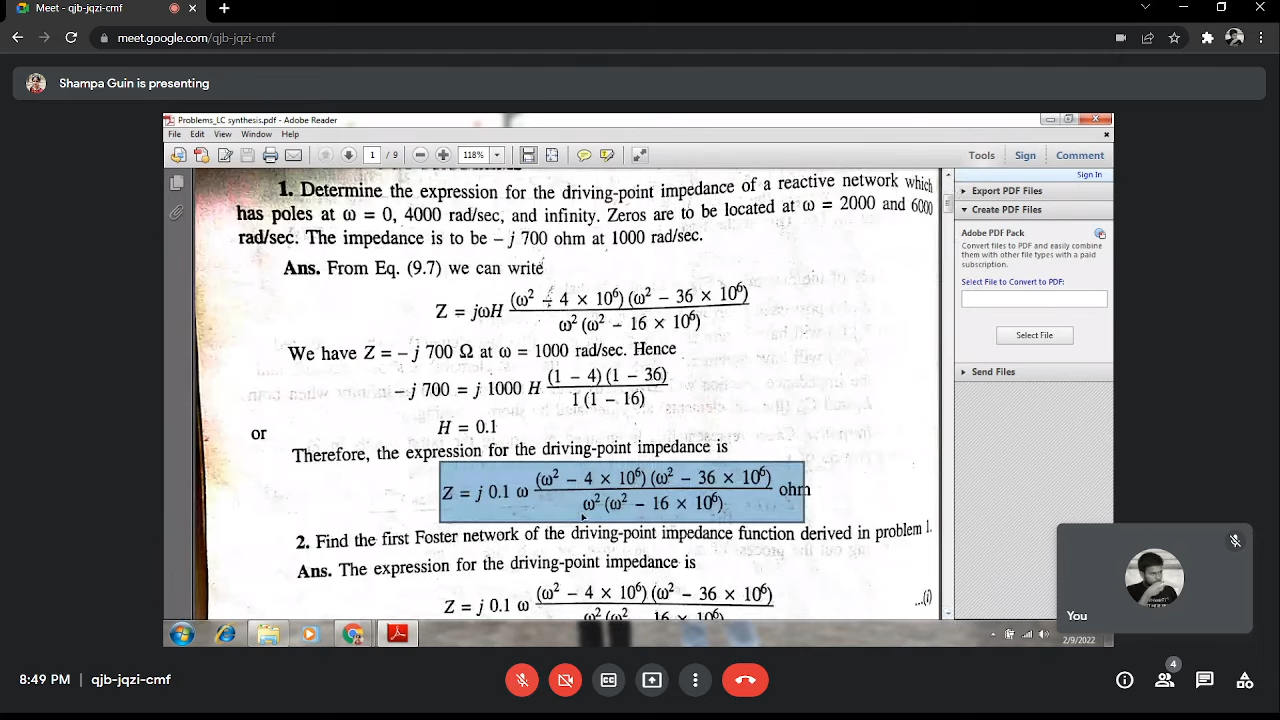 Meet - qjb-jqzi-cmf
meet.google.com/qjb-jqzi-cmf
Shampa Guin is presenting
Problems_LC synthesis.pdf - Adobe Reader
File Edit View Window Help
1 / 9 118% Tools Sign Comment
Sign In
Export PDF Files
Create PDF Files
Adobe PDF Pack
Convert files to PDF and easily combine
them with other file types with a paid
subscription.
Select File to Convert to PDF:
Select File
Send Files
1. Determine the expression for the driving-point impedance of a reactive network which
has poles at ω = 0, 4000 rad/sec, and infinity. Zeros are to be located at ω = 2000 and 6000
rad/sec. The impedance is to be – j 700 ohm at 1000 rad/sec.
Ans. From Eq. (9.7) we can write
Z = jωH (ω² – 4 × 10⁶) (ω² – 36 × 10⁶)
ω² (ω² – 16 × 10⁶)
We have Z = – j 700 Ω at ω = 1000 rad/sec. Hence
– j 700 = j 1000 H (1 – 4) (1 – 36)
1 (1 – 16)
or H = 0.1
Therefore, the expression for the driving-point impedance is
Z = j 0.1 ω (ω² – 4 × 10⁶) (ω² – 36 × 10⁶) ohm
ω² (ω² – 16 × 10⁶)
2. Find the first Foster network of the driving-point impedance function derived in problem 1.
Ans. The expression for the driving-point impedance is
Z = j 0.1 ω (ω² – 4 × 10⁶) (ω² – 36 × 10⁶) ...(i)
You
2/9/2022
8:49 PM | qjb-jqzi-cmf
4